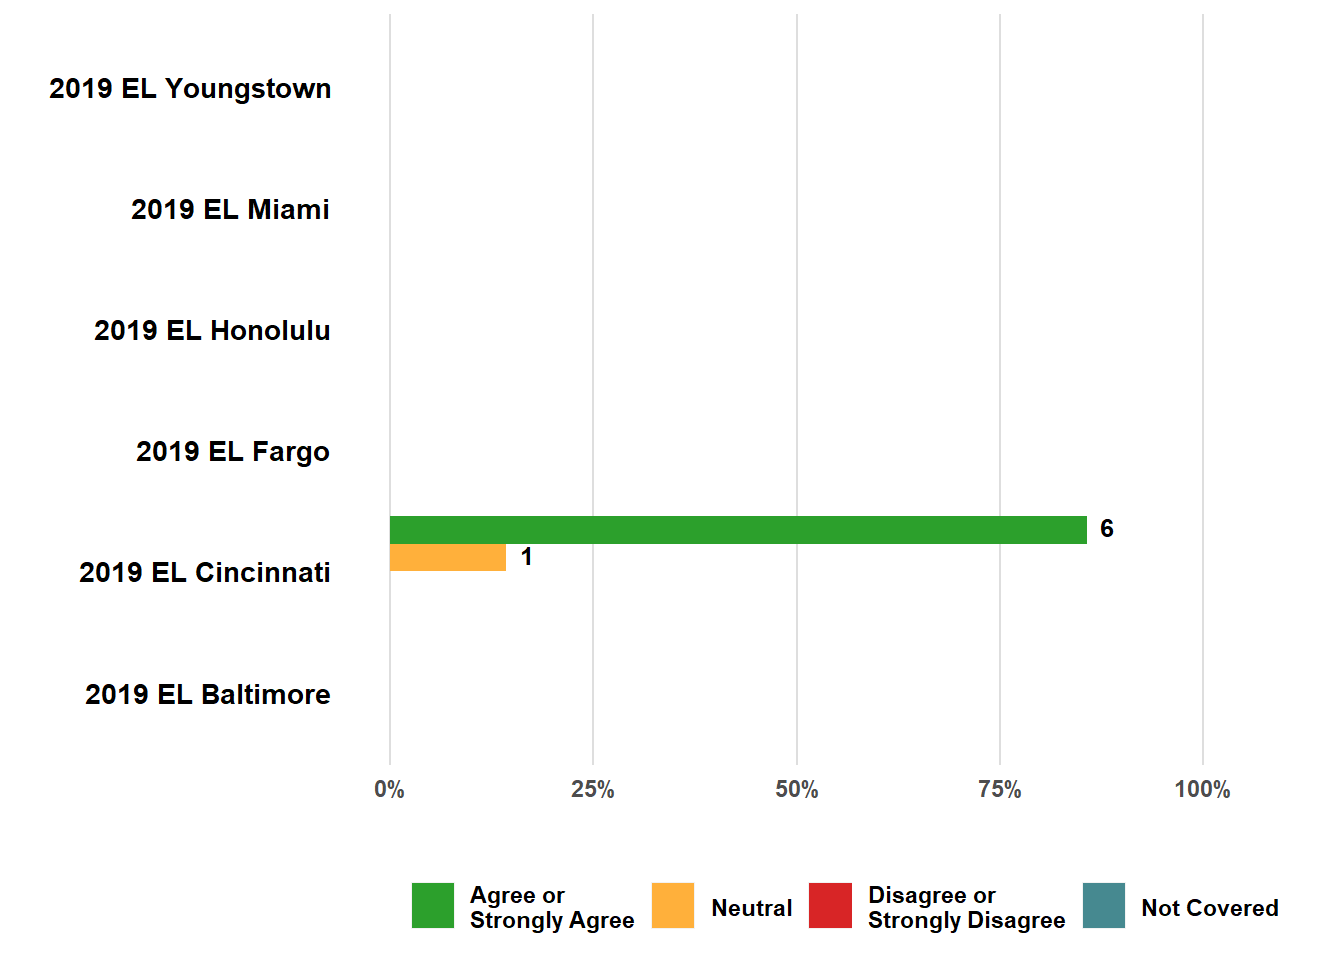 2019 EL Youngstown
2019 EL Miami
2019 EL Honolulu
2019 EL Fargo
6
1
2019 EL Cincinnati
2019 EL Baltimore
0% 25% 50% 75% 100%
Agree or
Strongly Agree
Neutral
Disagree or
Strongly Disagree
Not Covered